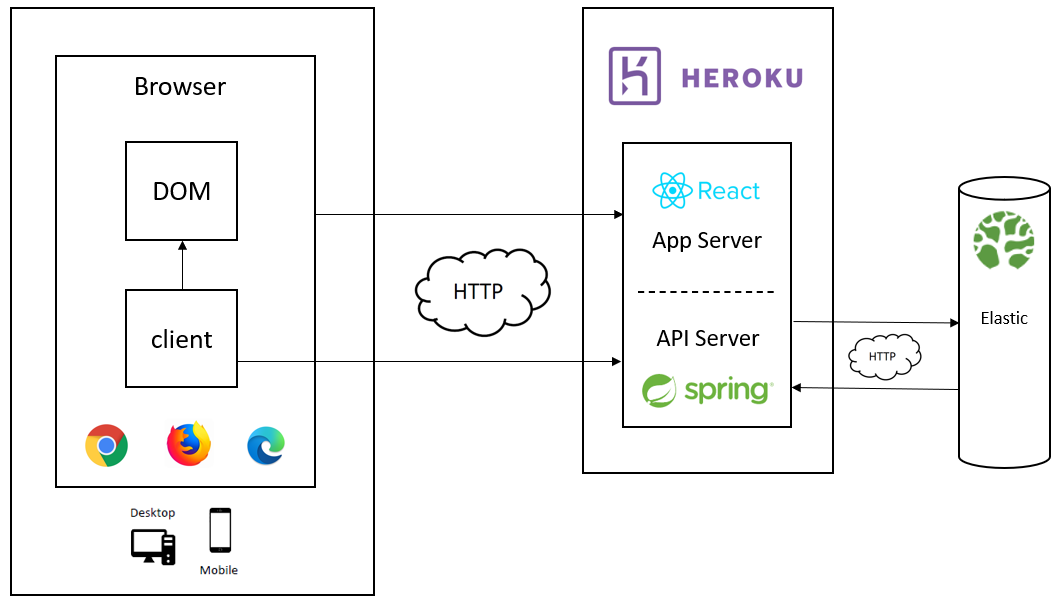 Browser
DOM
client
Desktop
Mobile
HTTP
HEROKU
React
App Server
API Server
spring
HTTP
Elastic